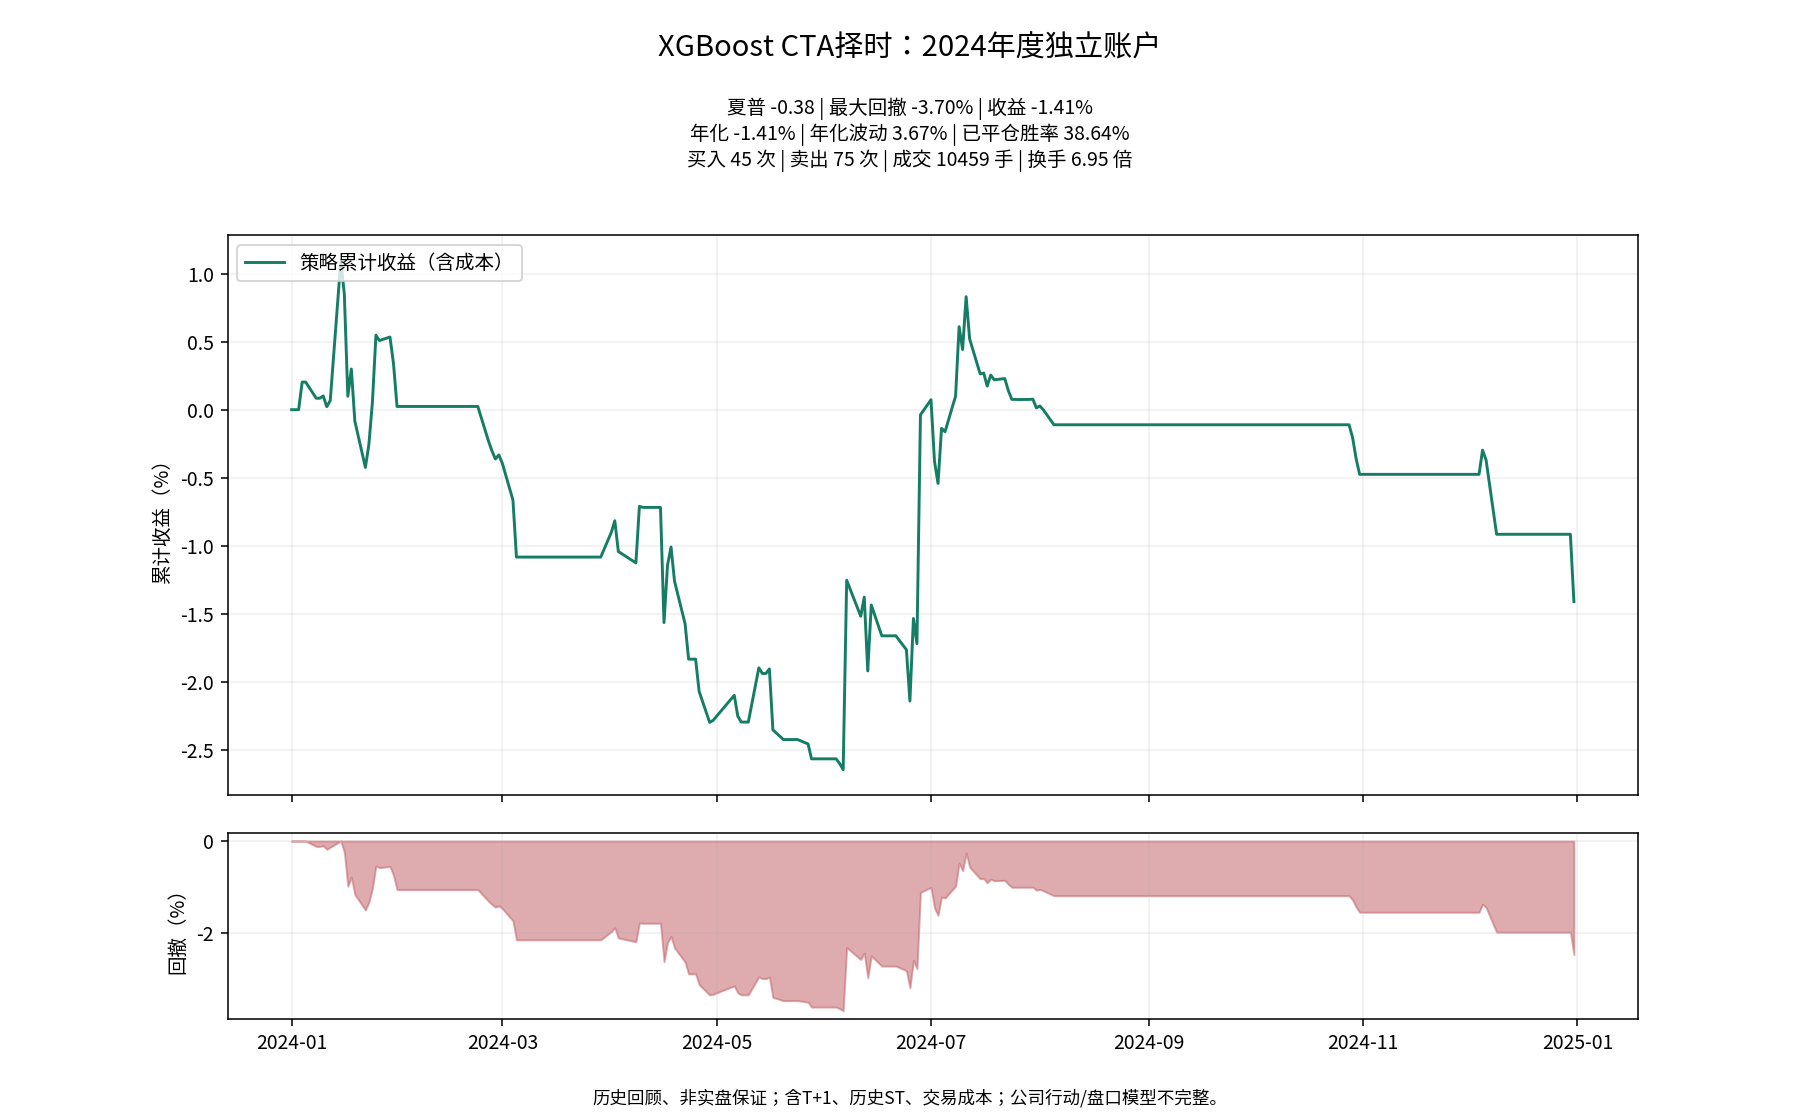 XGBoost CTA择时：2024年度独立账户
夏普 -0.38 | 最大回撤 -3.70% | 收益 -1.41%
年化 -1.41% | 年化波动 3.67% | 已平仓胜率 38.64%
买入 45 次 | 卖出 75 次 | 成交 10459 手 | 换手 6.95 倍
策略累计收益（含成本）
累计收益（%）
1.0
0.5
0.0
-0.5
-1.0
-1.5
-2.0
-2.5
回撤（%）
0
-2
2024-01
2024-03
2024-05
2024-07
2024-09
2024-11
2025-01
历史回顾、非实盘保证；含T+1、历史ST、交易成本；公司行动/盘口模型不完整。